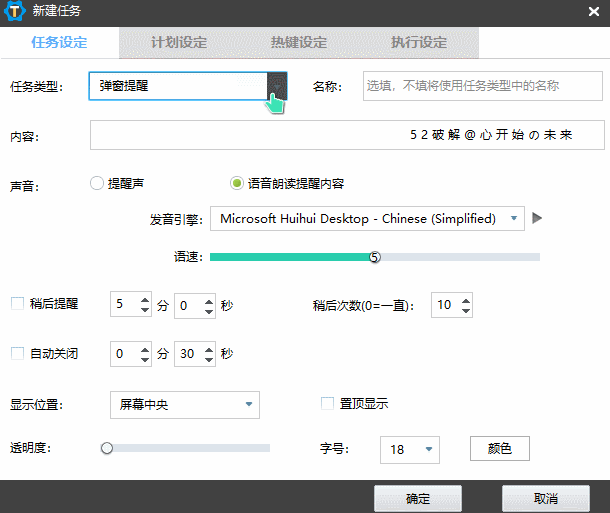 新建任务
任务设定 计划设定 热键设定 执行设定
任务类型： 弹窗提醒 名称： 选填，不填将使用任务类型中的名称
内容： 52破解@心开始の未来
声音： 提醒声 语音朗读提醒内容
发音引擎： Microsoft Huihui Desktop - Chinese (Simplified)
语速： 5
稍后提醒 5 分 0 秒 稍后次数(0=一直)： 10
自动关闭 0 分 30 秒
显示位置： 屏幕中央 置顶显示
透明度： 字号： 18 颜色
确定 取消